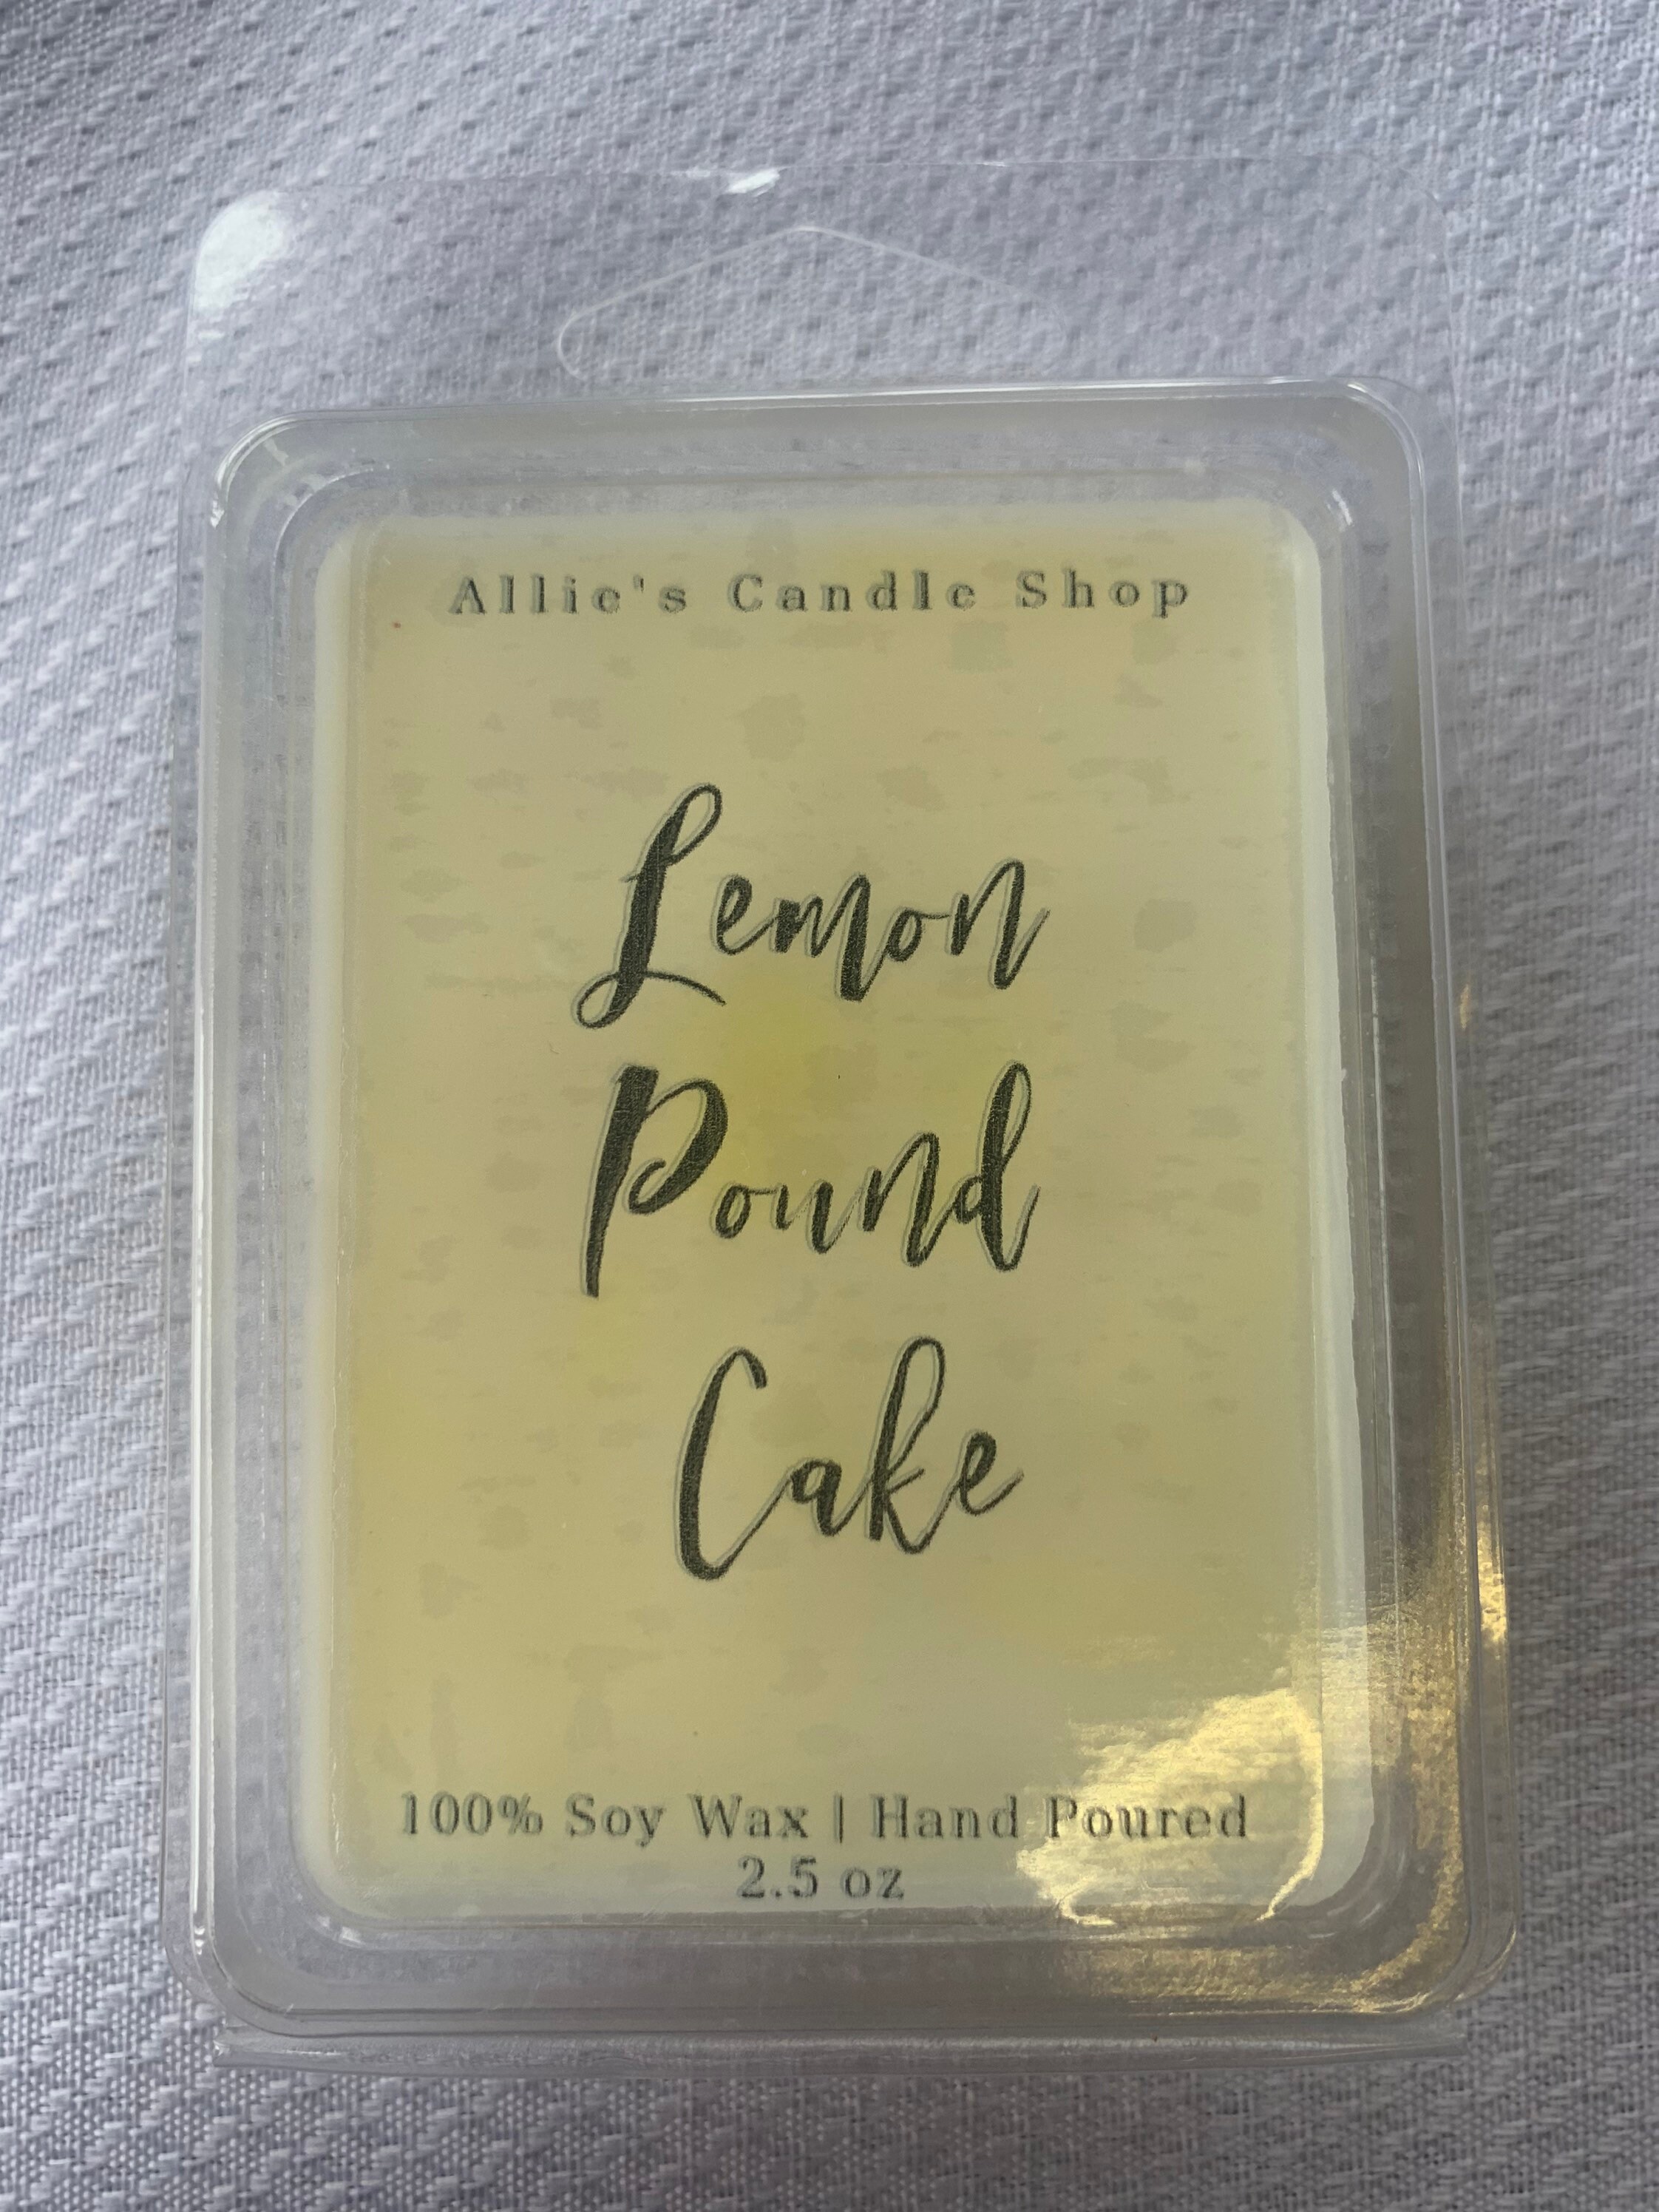 Allie's Candle Shop
Lemon
Pound
Cake
100% Soy Wax | Hand Poured
2.5 oz